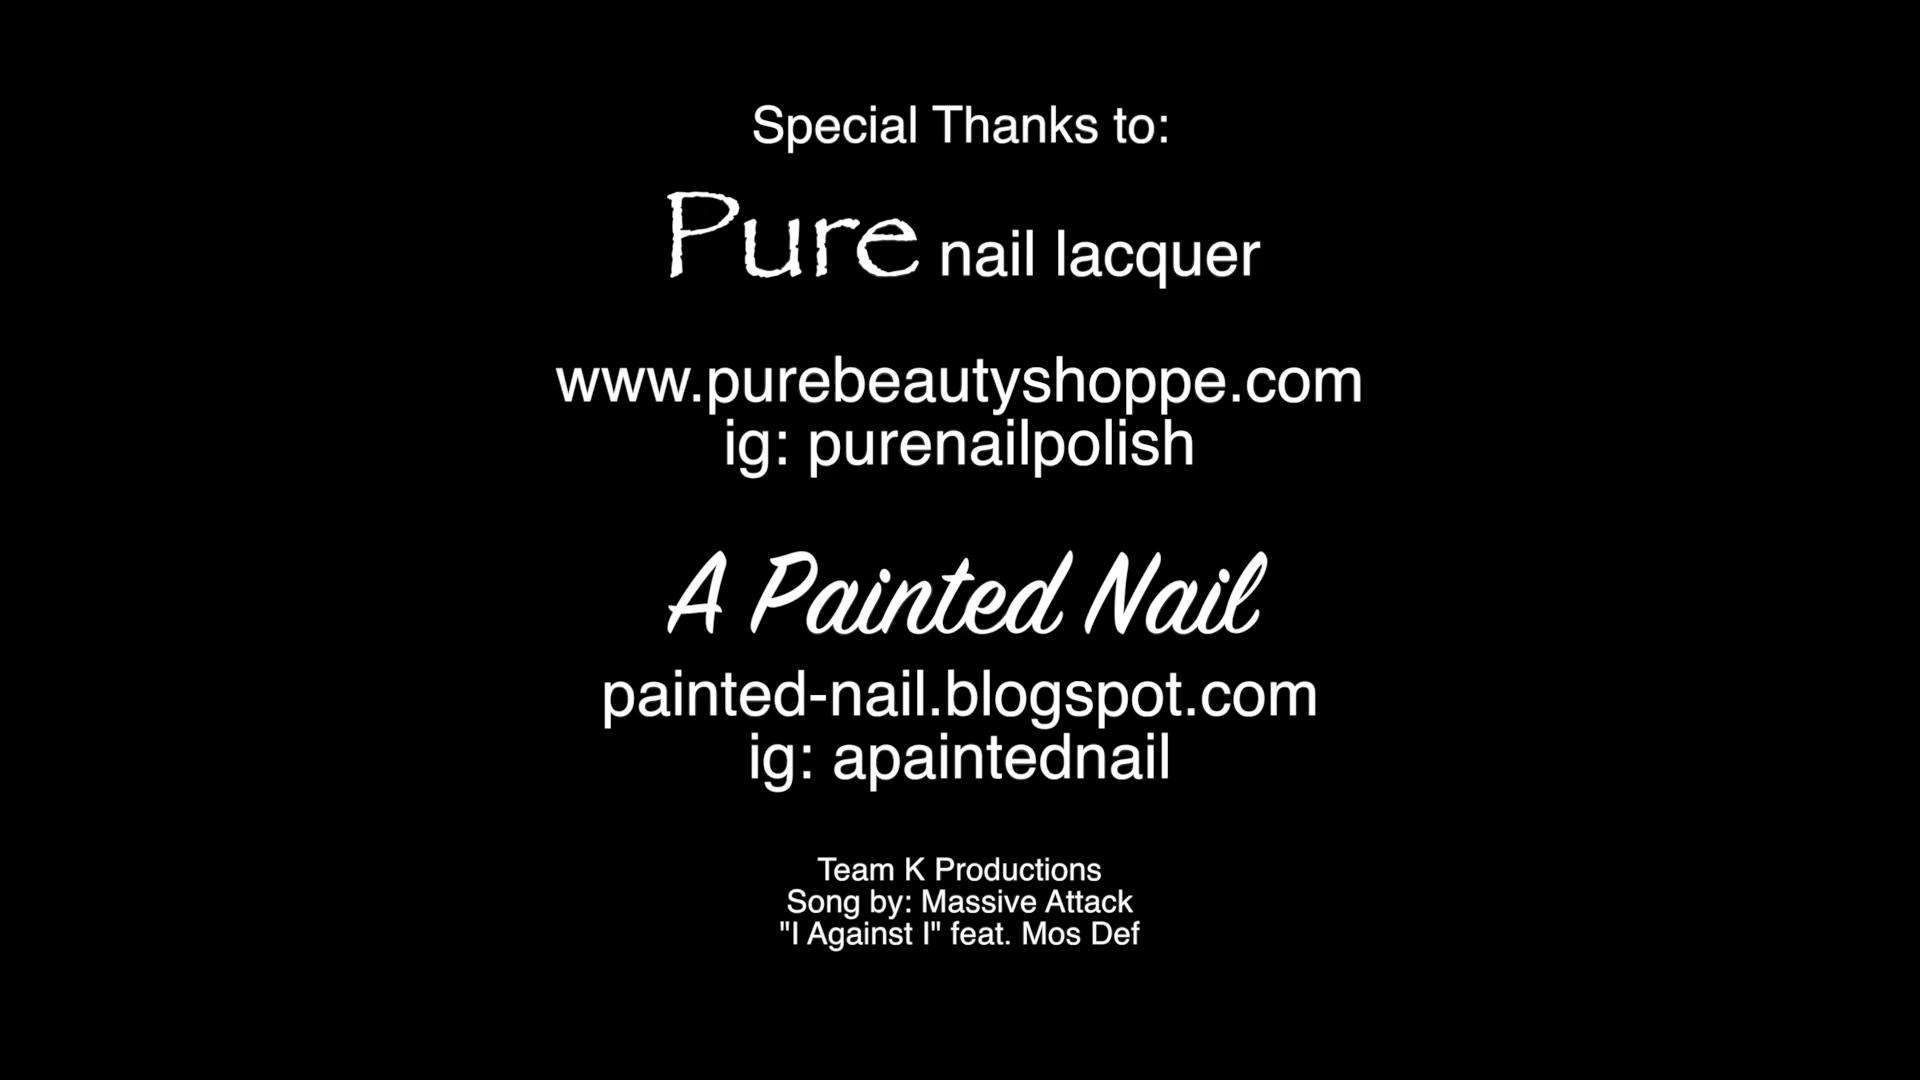 Special Thanks to:
Pure nail lacquer
www.purebeautyshoppe.com
ig: purenailpolish
A Painted Nail
painted-nail.blogspot.com
ig: apaintednail
Team K Productions
Song by: Massive Attack
"I Against I" feat. Mos Def